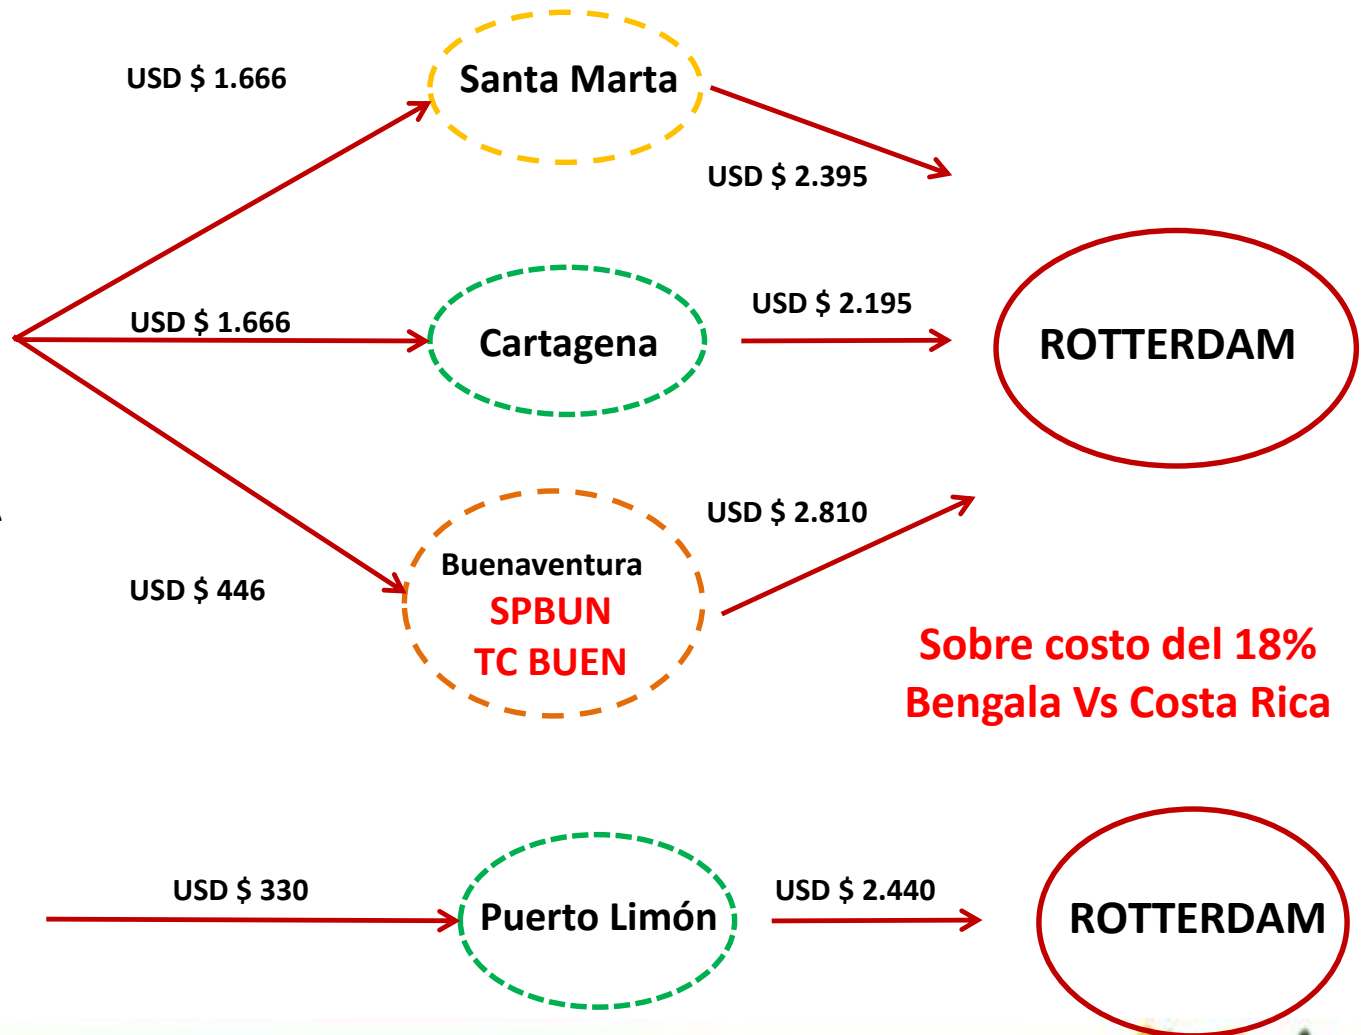 USD $ 1.666
Santa Marta
USD $ 2.395
USD $ 1.666
Cartagena
USD $ 2.195
ROTTERDAM
USD $ 446
Buenaventura
SPBUN
TC BUEN
USD $ 2.810
Sobre costo del 18%
Bengala Vs Costa Rica
USD $ 330
Puerto Limón
USD $ 2.440
ROTTERDAM